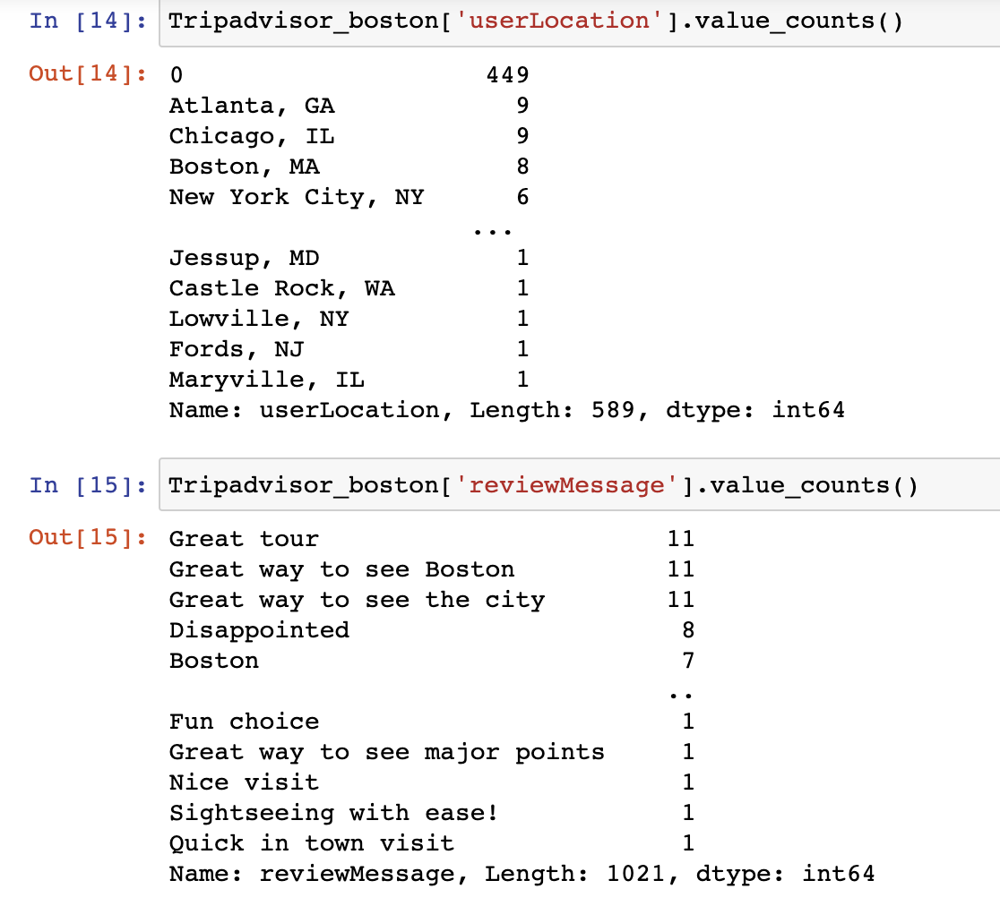 In [14]: Tripadvisor_boston['userLocation'].value_counts()
Out[14]: 0 449
Atlanta, GA 9
Chicago, IL 9
Boston, MA 8
New York City, NY 6
...
Jessup, MD 1
Castle Rock, WA 1
Lowville, NY 1
Fords, NJ 1
Maryville, IL 1
Name: userLocation, Length: 589, dtype: int64
In [15]: Tripadvisor_boston['reviewMessage'].value_counts()
Out[15]: Great tour 11
Great way to see Boston 11
Great way to see the city 11
Disappointed 8
Boston 7
..
Fun choice 1
Great way to see major points 1
Nice visit 1
Sightseeing with ease! 1
Quick in town visit 1
Name: reviewMessage, Length: 1021, dtype: int64